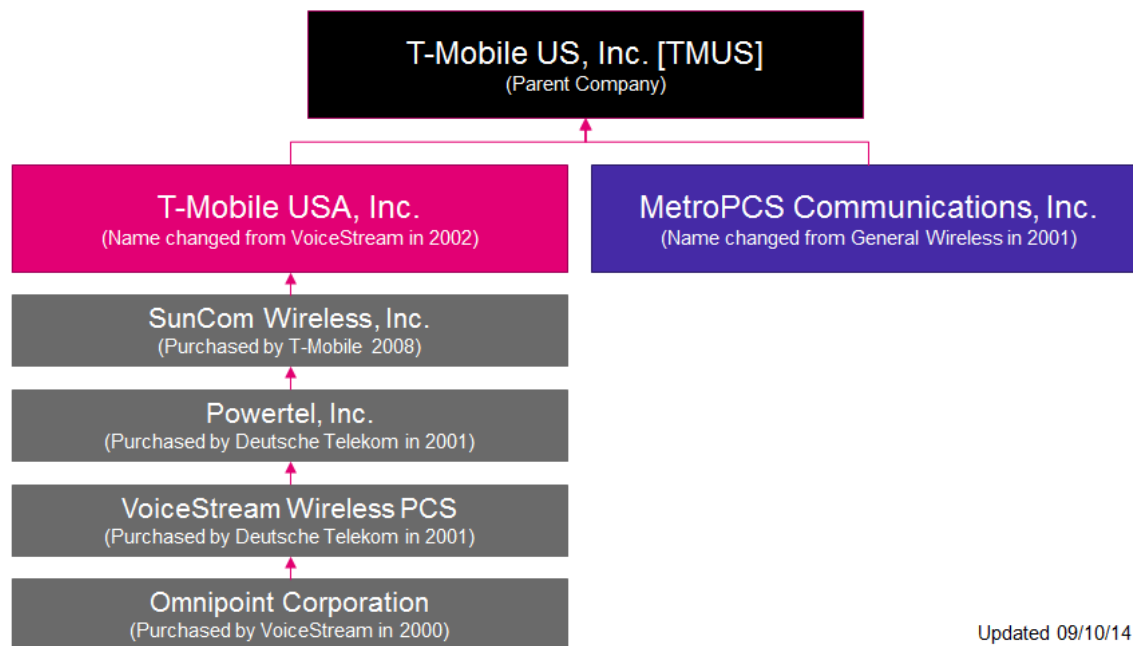 T-Mobile US, Inc. [TMUS]
(Parent Company)
T-Mobile USA, Inc.
(Name changed from VoiceStream in 2002)
MetroPCS Communications, Inc.
(Name changed from General Wireless in 2001)
SunCom Wireless, Inc.
(Purchased by T-Mobile 2008)
Powertel, Inc.
(Purchased by Deutsche Telekom in 2001)
VoiceStream Wireless PCS
(Purchased by Deutsche Telekom in 2001)
Omnipoint Corporation
(Purchased by VoiceStream in 2000)
Updated 09/10/14